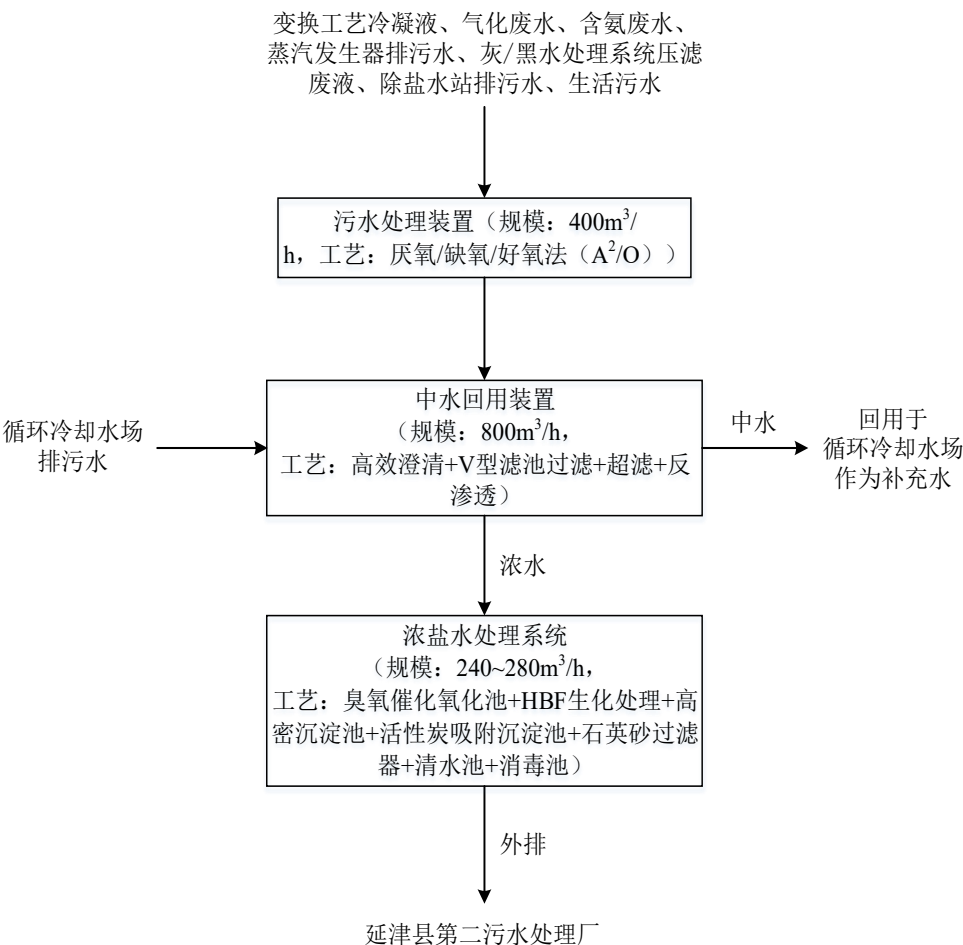 变换工艺冷凝液、气化废水、含氨废水、
蒸汽发生器排污水、灰/黑水处理系统压滤
废液、除盐水站排污水、生活污水
污水处理装置（规模：400m³/
h，工艺：厌氧/缺氧/好氧法（A²/O））
循环冷却水场
排污水
中水回用装置
（规模：800m³/h，
工艺：高效澄清+V型滤池过滤+超滤+反
渗透）
中水
回用于
循环冷却水场
作为补充水
浓水
浓盐水处理系统
（规模：240~280m³/h，
工艺：臭氧催化氧化池+HBF生化处理+高
密沉淀池+活性炭吸附沉淀池+石英砂过滤
器+清水池+消毒池）
外排
延津县第二污水处理厂